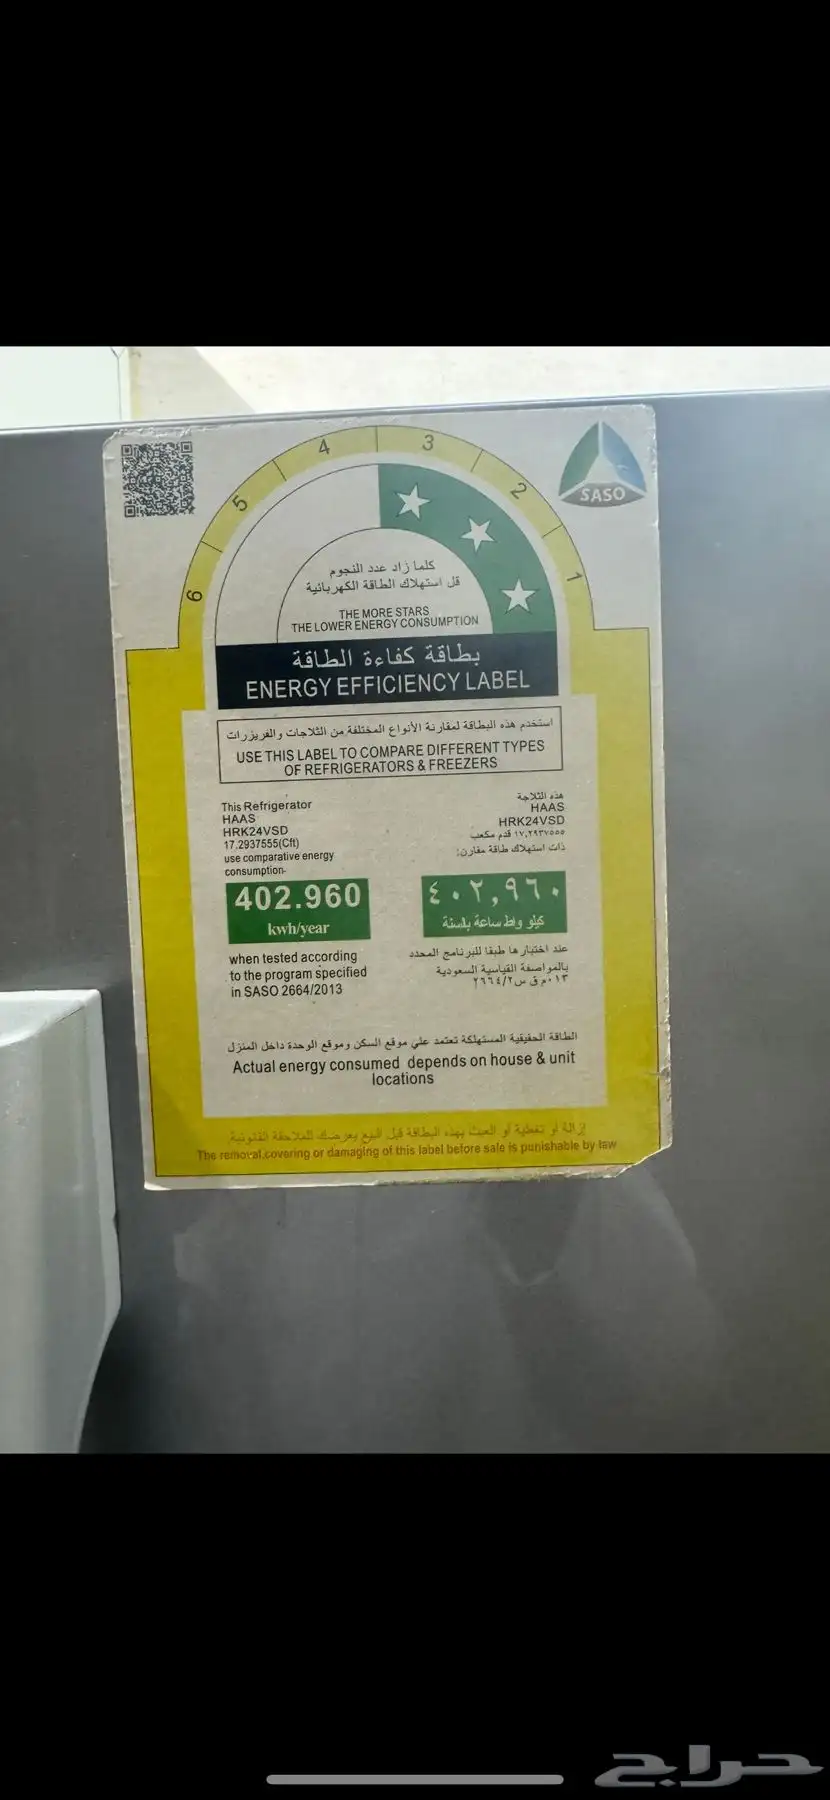 4
3
5
2
6
1
SASO
كلما زاد عدد النجوم
قل استهلاك الطاقة الكهربائية
THE MORE STARS
THE LOWER ENERGY CONSUMPTION
بطاقة كفاءة الطاقة
ENERGY EFFICIENCY LABEL
استخدم هذه البطاقة لمقارنة الأنواع المختلفة من الثلاجات والفريزرات
USE THIS LABEL TO COMPARE DIFFERENT TYPES
OF REFRIGERATORS & FREEZERS
This Refrigerator
HAAS
HRK24VSD
17.2937555(Cft)
use comparative energy
consumption-
402.960
kwh/year
when tested according
to the program specified
in SASO 2664/2013
هذه الثلاجة
HAAS
HRK24VSD
١٧,٢٩٣٧٥٥٥ قدم مكعب
ذات استهلاك طاقة مقارن:
٤٠٢,٩٦٠
كيلو واط ساعة بالسنة
عند اختبارها طبقا للبرنامج المحدد
بالمواصفة القياسية السعودية
الطاقة الحقيقية المستهلكة تعتمد علي موقع السكن وموقع الوحدة داخل المنزل
Actual energy consumed depends on house & unit
locations
إزالة أو تغطية أو العبث بهذه البطاقة قبل البيع يعرضك للملاحقة القانونية
The removal,covering or damaging of this label before sale is punishable by law
حراج